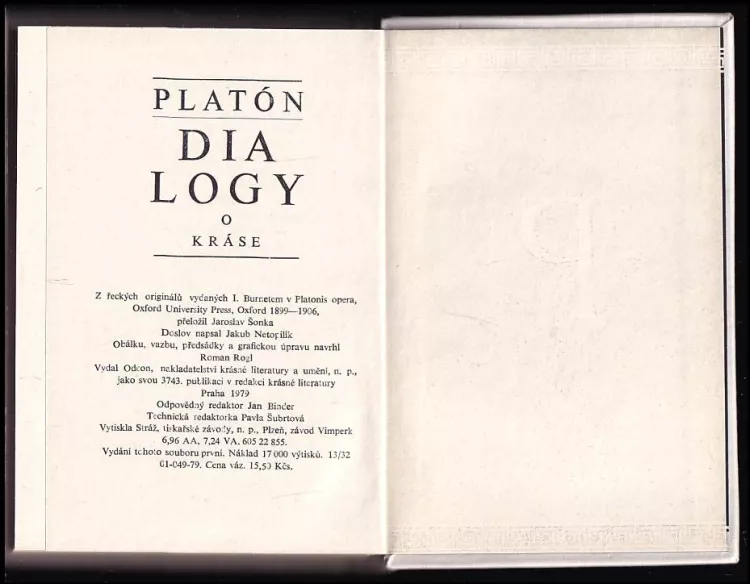 PLATÓN
DIA
LOGY
O
KRÁSE
Z řeckých originálů vydaných I. Burnetem v Platonis opera,
Oxford University Press, Oxford 1899—1906,
přeložil Jaroslav Šonka
Doslov napsal Jakub Netopilík
Obálku, vazbu, předsádky a grafickou úpravu navrhl
Roman Rogl
Vydal Odeon, nakladatelství krásné literatury a umění, n. p.,
jako svou 3743. publikaci v redakci krásné literatury
Praha 1979
Odpovědný redaktor Jan Binder
Technická redaktorka Pavla Šubrtová
Vytiskla Stráž, tiskařské závody, n. p., Plzeň, závod Vimperk
6,96 AA, 7,24 VA. 605 22 855.
Vydání tohoto souboru první. Náklad 17 000 výtisků. 13/32
01-049-79. Cena váz. 15,50 Kčs.